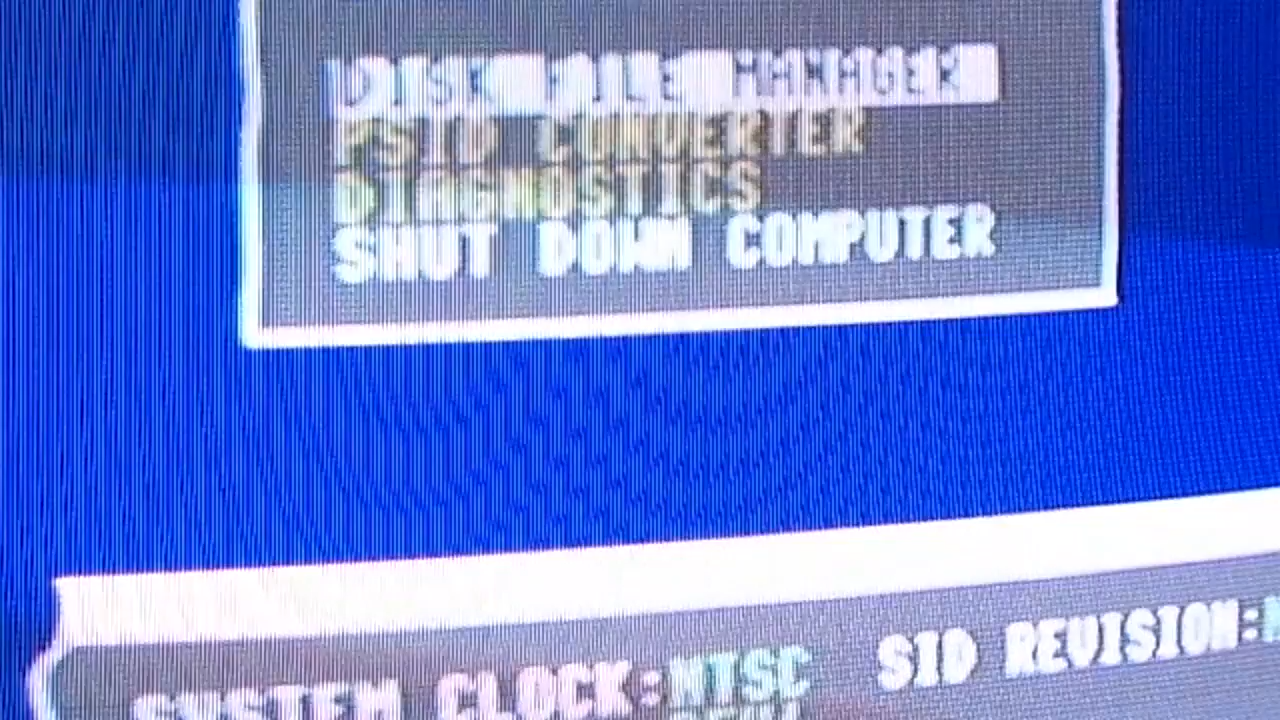 DISK FILE MANAGER
PSID CONVERTER
DIAGNOSTICS
SHUT DOWN COMPUTER
SYSTEM CLOCK:NTSC SID REVISION: